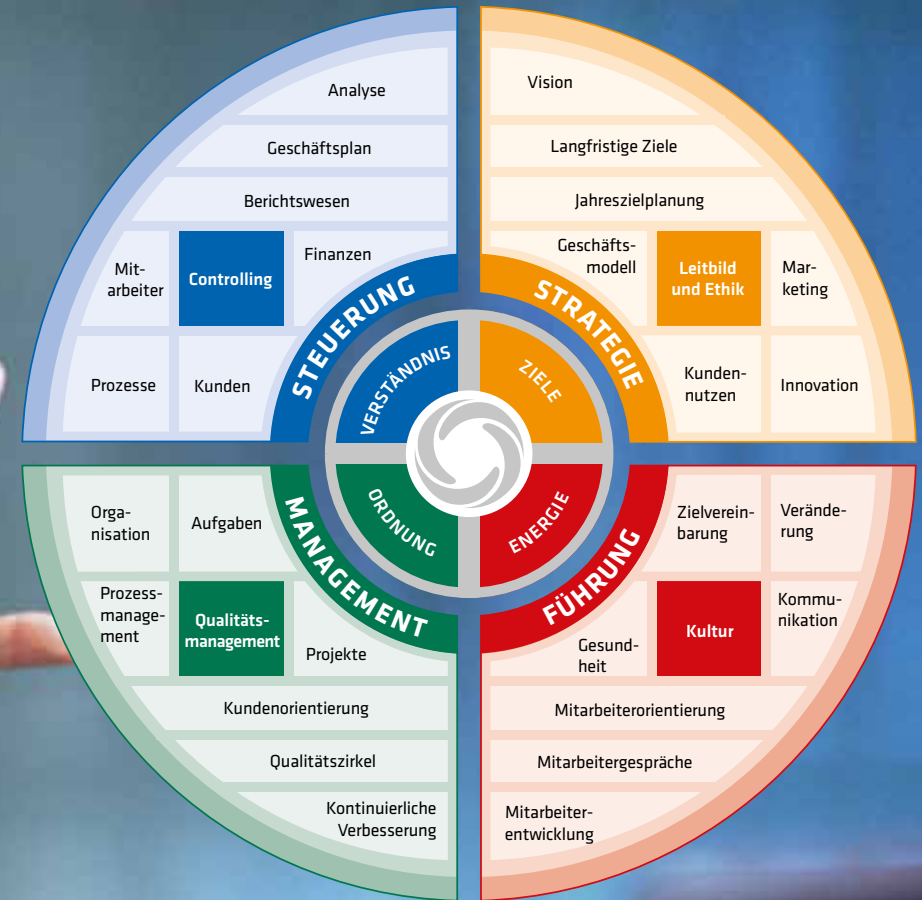 Analyse
Geschäftsplan
Berichtswesen
Mit-
arbeiter
Controlling
Finanzen
Prozesse
Kunden
STEUERUNG
VERSTÄNDNIS
Vision
Langfristige Ziele
Jahreszielplanung
Geschäfts-
modell
Leitbild
und Ethik
Mar-
keting
Kunden-
nutzen
Innovation
STRATEGIE
ZIELE
Orga-
nisation
Aufgaben
Prozess-
manage-
ment
Qualitäts-
management
Projekte
Kundenorientierung
Qualitätszirkel
Kontinuierliche
Verbesserung
MANAGEMENT
ORDNUNG
Zielverein-
barung
Verände-
rung
Gesund-
heit
Kultur
Kommu-
nikation
Mitarbeiterorientierung
Mitarbeitergespräche
Mitarbeiter-
entwicklung
FÜHRUNG
ENERGIE